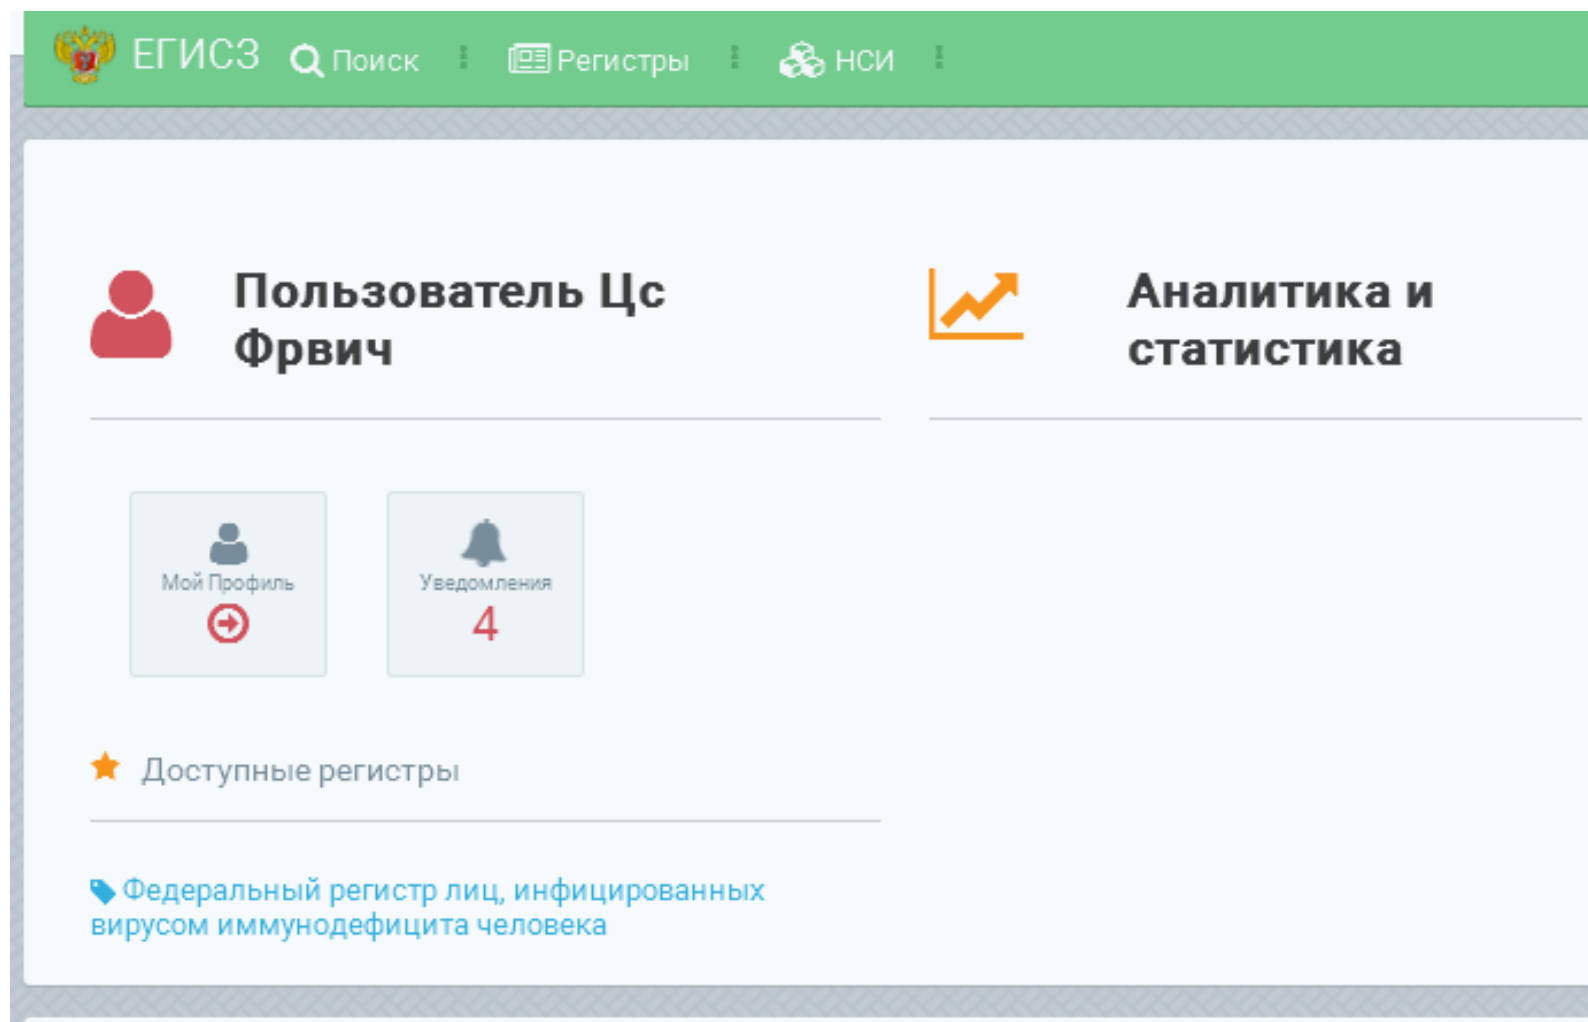 ЕГИСЗ Поиск Регистры НСИ
Пользователь Цс
Фрвич
Аналитика и
статистика
Мой Профиль
Уведомления
4
Доступные регистры
Федеральный регистр лиц, инфицированных
вирусом иммунодефицита человека